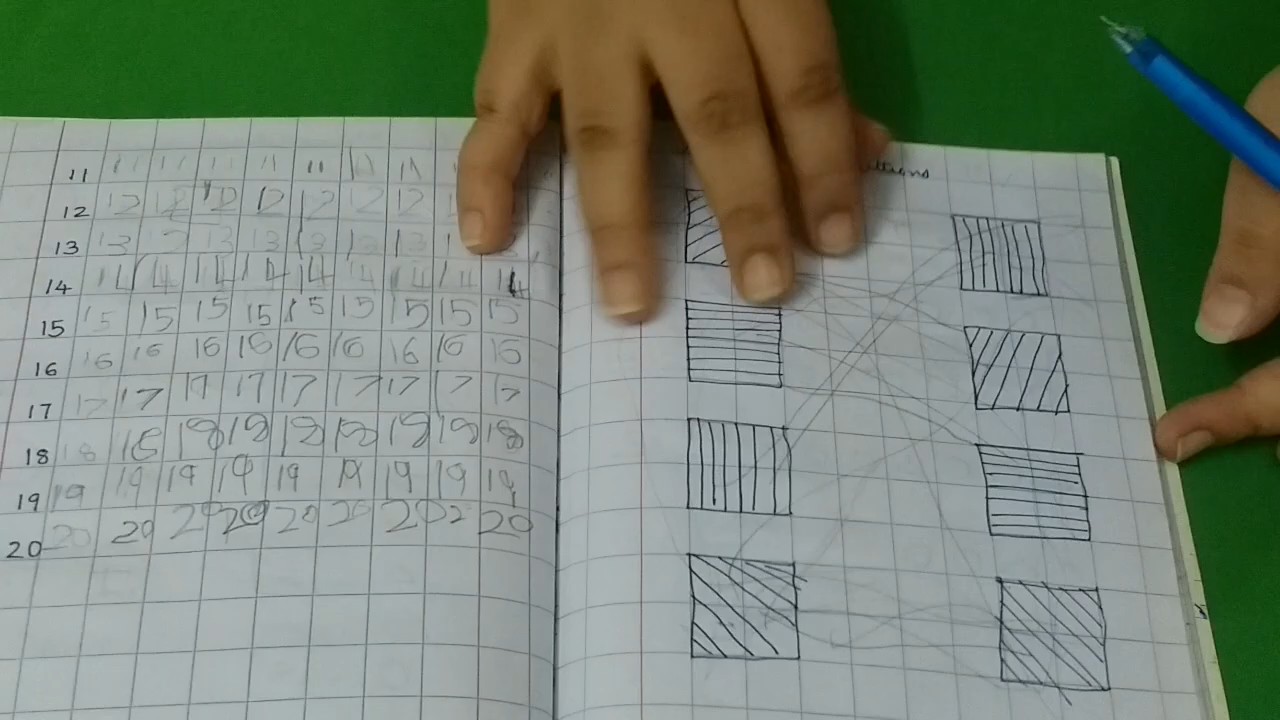 11 11 11 11 11 11 11 11
12 12 12 12 12 12 12 12
13 13 13 13 13 13 13 13
14 14 14 14 14 14 14 14 14 14
15 15 15 15 15 15 15 15 15 15
16 16 16 16 16 16 16 16 16 16
17 17 17 17 17 17 17 17 17 17
18 18 18 18 18 18 18 18 18 18
19 19 19 19 19 19 19 19 19 19
20 20 20 20 20 20 20 20 2 20